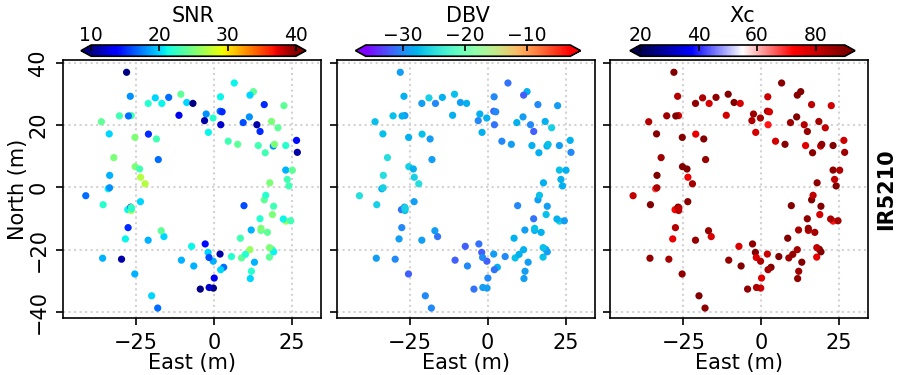 SNR
10 20 30 40
DBV
−30 −20 −10
Xc
20 40 60 80
North (m)
40
20
0
−20
−40
−25 0 25
East (m)
−25 0 25
East (m)
−25 0 25
East (m)
IR5210